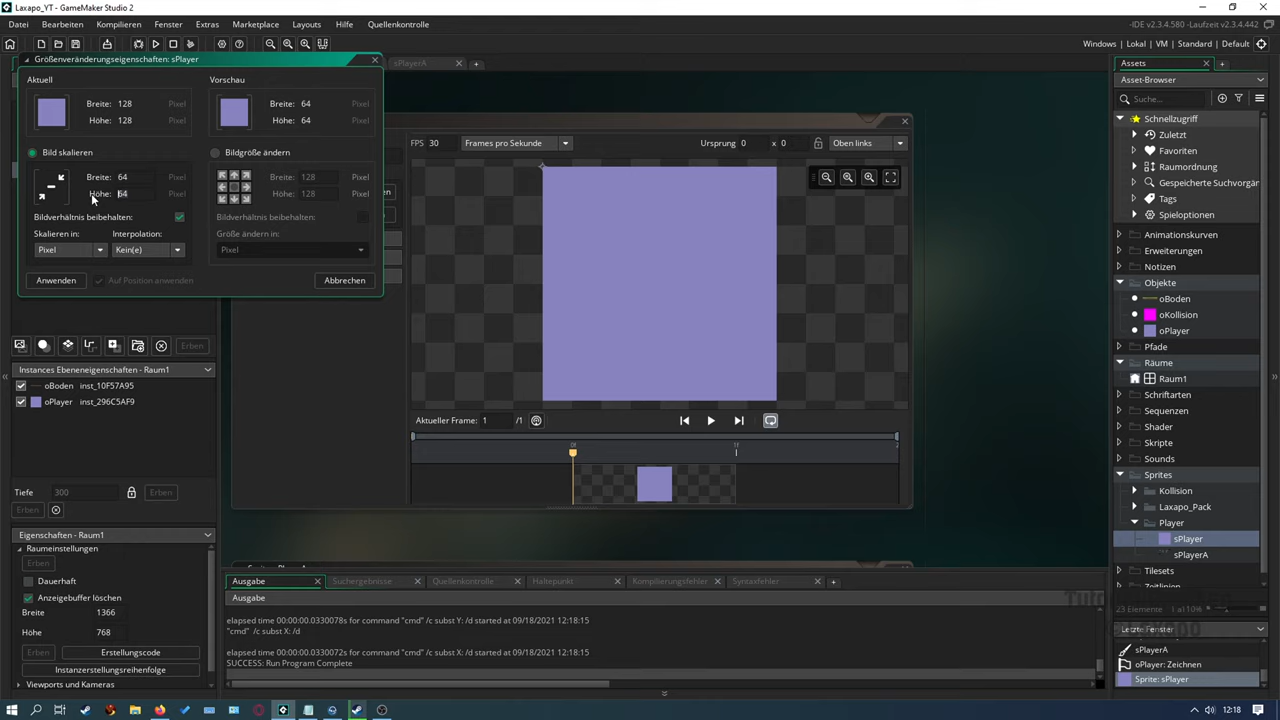 Laxapo_YT - GameMaker Studio 2
Datei Bearbeiten Kompilieren Fenster Extras Marketplace Layouts Hilfe Quellenkontrolle
-IDE v2.3.4.580 -Laufzeit v2.3.4.442
Windows | Lokal | VM | Standard | Default
Größenveränderungseigenschaften: sPlayer
sPlayerA
Aktuell
Breite: 128 Pixel
Höhe: 128 Pixel
Vorschau
Breite: 64 Pixel
Höhe: 64 Pixel
Bild skalieren
Breite: 64 Pixel
Höhe: 64 Pixel
Bildverhältnis beibehalten:
Skalieren in: Interpolation:
Pixel Kein(e)
Bildgröße ändern
128 Pixel
128 Pixel
Bildverhältnis beibehalten:
Größe ändern in:
Pixel
Anwenden Auf Position anwenden Abbrechen
FPS 30 Frames pro Sekunde Ursprung 0 x 0 Oben links
Aktueller Frame: 1 /1
0f 1f
Erben
Instances Ebeneneigenschaften - Raum1
oBoden inst_10F57A95
oPlayer inst_296C5AF9
Tiefe 300 Erben
Erben
Eigenschaften - Raum1
Raumeinstellungen
Erben
Dauerhaft
Anzeigebuffer löschen
Breite 1366
Höhe 768
Erben Erstellungscode
Instanzerstellungsreihenfolge
Viewports und Kameras
Ausgabe Suchergebnisse Quellenkontrolle Haltepunkt Kompilierungsfehler Syntaxfehler
Ausgabe
elapsed time 00:00:00.0330078s for command "cmd" /c subst Y: /d started at 09/18/2021 12:18:15
"cmd" /c subst X: /d
elapsed time 00:00:00.0330072s for command "cmd" /c subst X: /d started at 09/18/2021 12:18:15
SUCCESS: Run Program Complete
Assets
Asset-Browser
Suche...
Schnellzugriff
Zuletzt
Favoriten
Raumordnung
Gespeicherte Suchvorgär
Tags
Spieloptionen
Animationskurven
Erweiterungen
Notizen
Objekte
oBoden
oKollision
oPlayer
Pfade
Räume
Raum1
Schriftarten
Sequenzen
Shader
Skripte
Sounds
Sprites
Kollision
Laxapo_Pack
Player
sPlayer
sPlayerA
Tilesets
Zeitlinien
23 Elemente
Letzte Fenster
sPlayerA
oPlayer: Zeichnen
Sprite: sPlayer
12:18